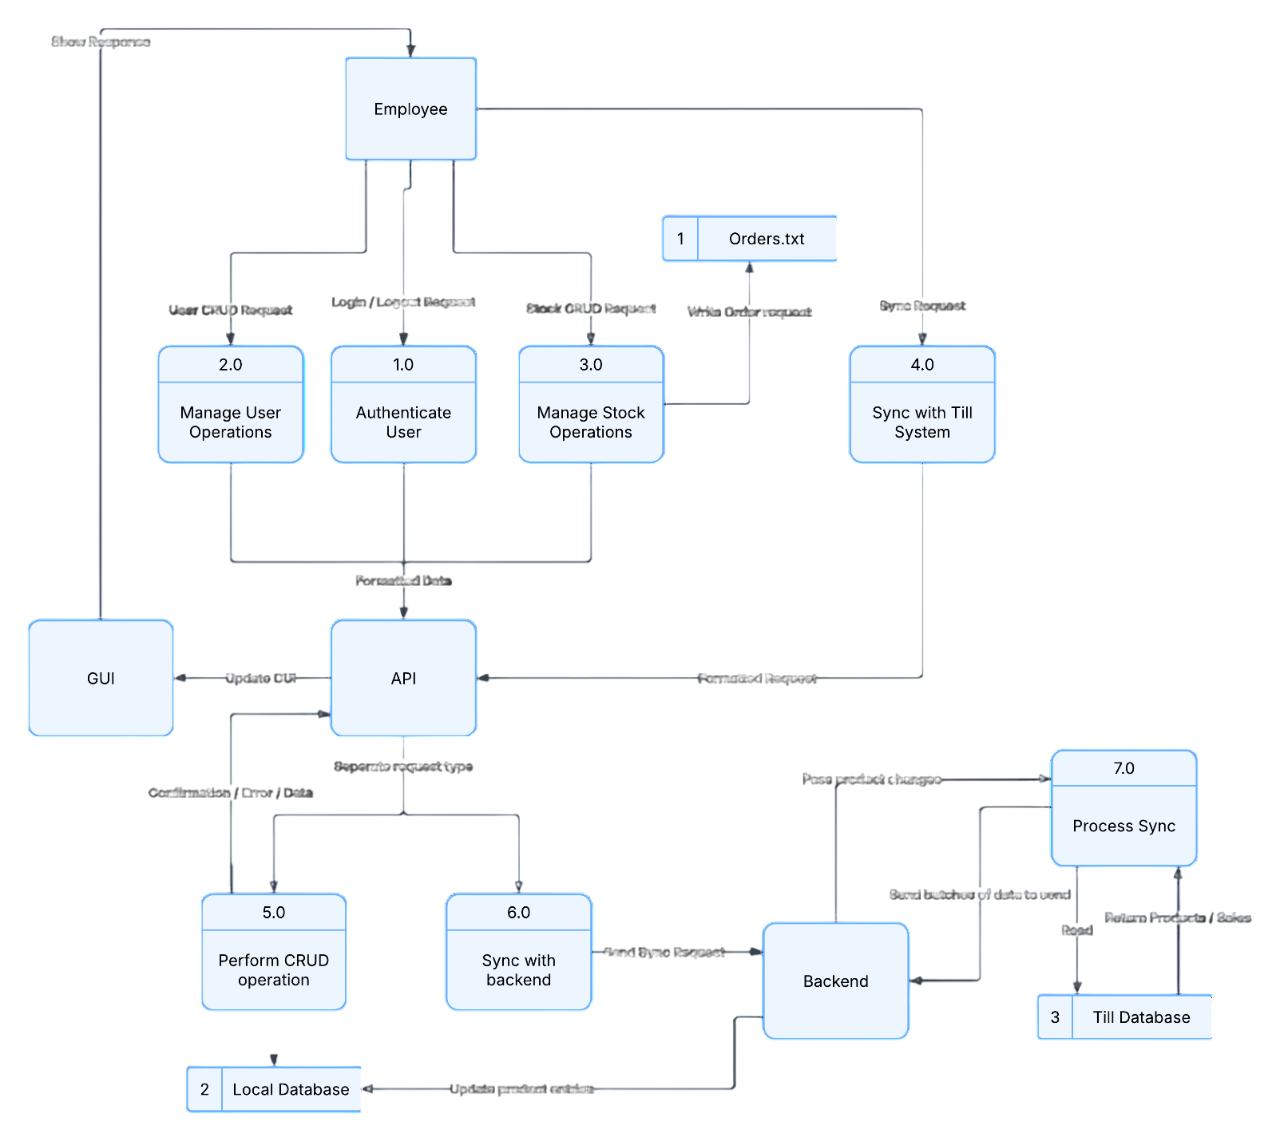 Show Response
Employee
1
Orders.txt
User CRUD Request
Login / Logout Request
Stock CRUD Request
Write Order request
Sync Request
2.0
Manage User
Operations
1.0
Authenticate
User
3.0
Manage Stock
Operations
4.0
Sync with Till
System
Formatted Data
GUI
Update GUI
API
Formatted Request
Seperate request type
Confirmation / Error / Data
Pass product changes
7.0
Process Sync
Send batches of data to send
Read
Return Products / Sales
5.0
Perform CRUD
operation
6.0
Sync with
backend
Send Sync Request
Backend
3
Till Database
2
Local Database
Update product entries